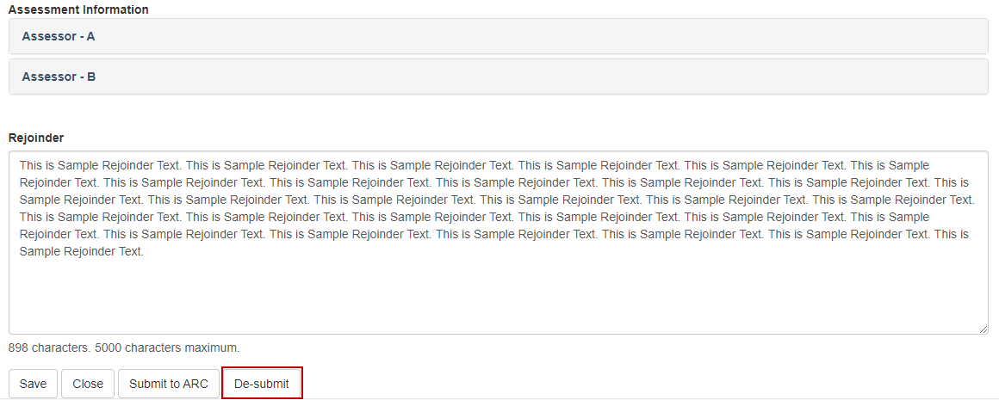 Assessment Information
Assessor - A
Assessor - B
Rejoinder
This is Sample Rejoinder Text. This is Sample Rejoinder Text. This is Sample Rejoinder Text. This is Sample Rejoinder Text. This is Sample Rejoinder Text. This is Sample
Rejoinder Text. This is Sample Rejoinder Text. This is Sample Rejoinder Text. This is Sample Rejoinder Text. This is Sample Rejoinder Text. This is Sample Rejoinder Text. This is
Sample Rejoinder Text. This is Sample Rejoinder Text. This is Sample Rejoinder Text. This is Sample Rejoinder Text. This is Sample Rejoinder Text. This is Sample Rejoinder Text.
This is Sample Rejoinder Text. This is Sample Rejoinder Text. This is Sample Rejoinder Text. This is Sample Rejoinder Text. This is Sample Rejoinder Text. This is Sample
Rejoinder Text. This is Sample Rejoinder Text. This is Sample Rejoinder Text. This is Sample Rejoinder Text. This is Sample Rejoinder Text. This is Sample Rejoinder Text. This is
Sample Rejoinder Text.
898 characters. 5000 characters maximum.
Save Close Submit to ARC De-submit